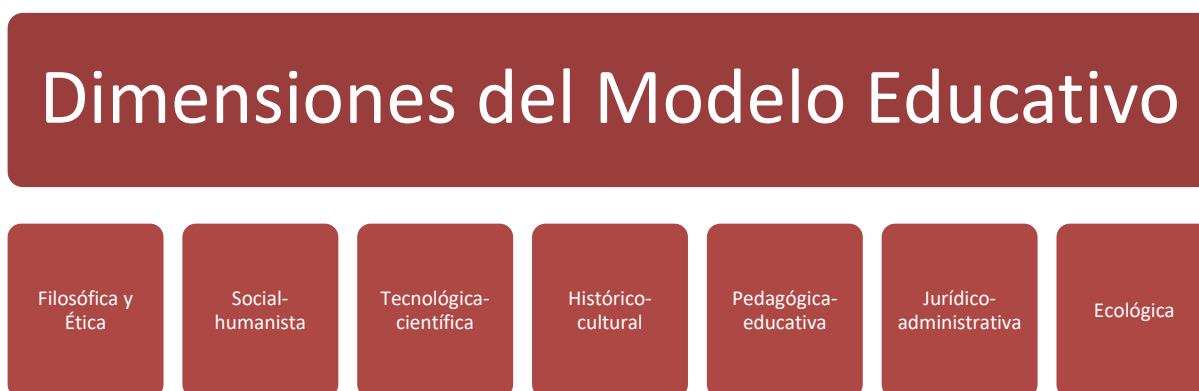 Dimensiones del Modelo Educativo
Filosófica y
Ética
Social-
humanista
Tecnológica-
científica
Histórico-
cultural
Pedagógica-
educativa
Jurídico-
administrativa
Ecológica